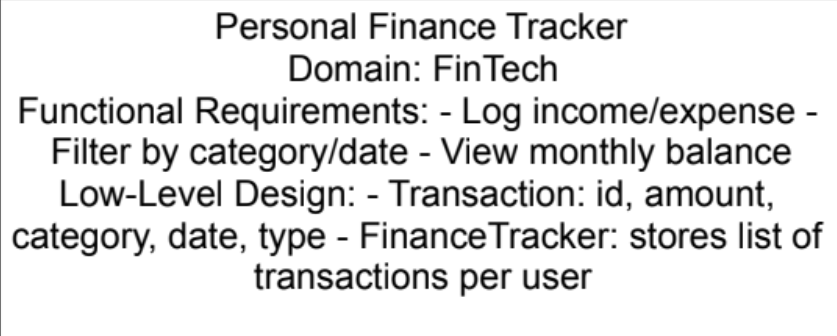 Personal Finance Tracker
Domain: FinTech
Functional Requirements: - Log income/expense -
Filter by category/date - View monthly balance
Low-Level Design: - Transaction: id, amount,
category, date, type - FinanceTracker: stores list of
transactions per user